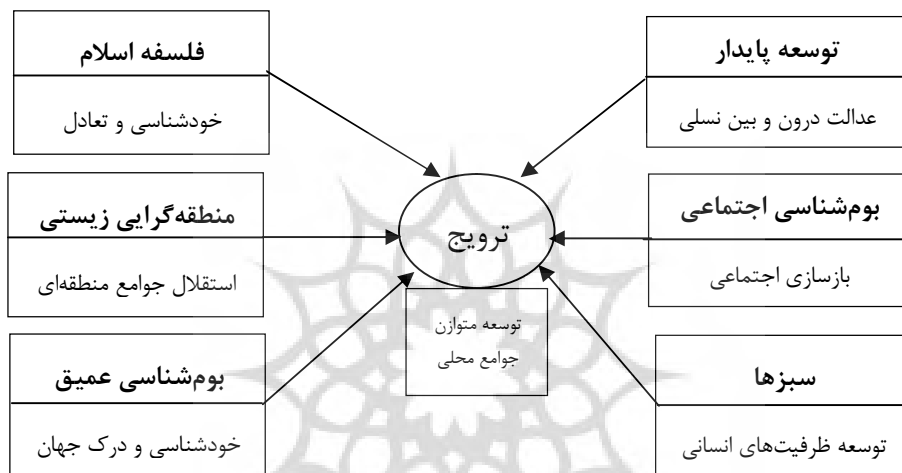 توسعه پایدار
عدالت درون و بین نسلی
فلسفه اسلام
خودشناسی و تعادل
بوم‌شناسی اجتماعی
بازسازی اجتماعی
ترویج
توسعه متوازن
جوامع محلی
منطقه‌گرایی زیستی
استقلال جوامع منطقه‌ای
سبزها
توسعه ظرفیت‌های انسانی
بوم‌شناسی عمیق
خودشناسی و درک جهان